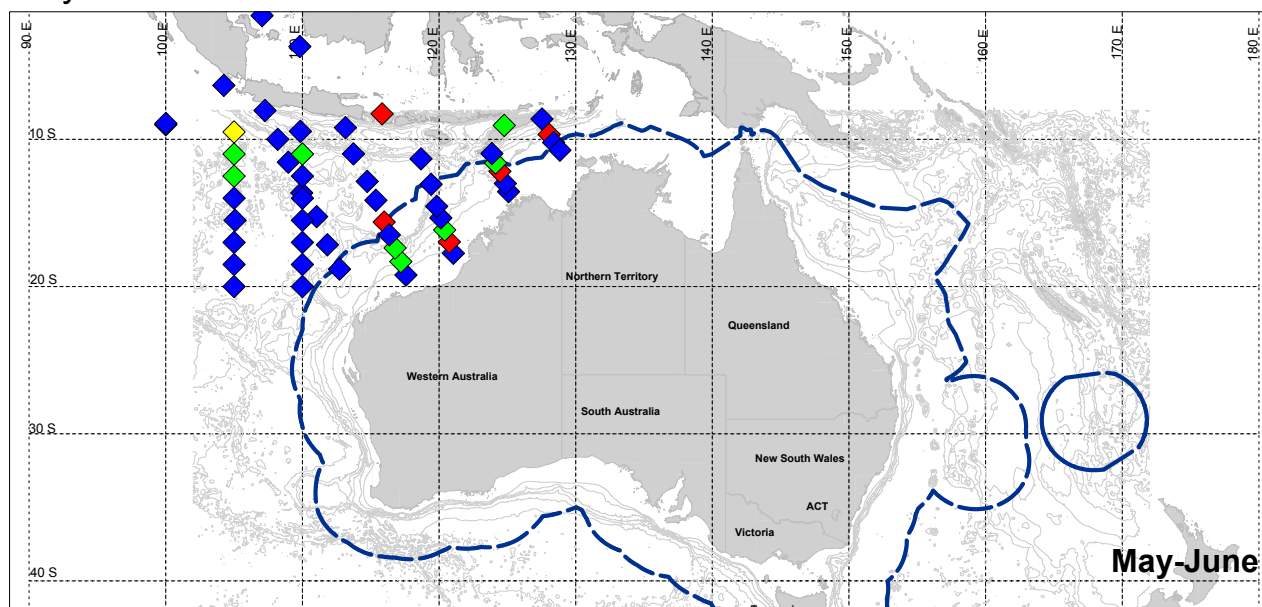 90 E
100 E
120 E
130 E
140 E
150 E
160 E
170 E
180 E
10 S
20 S
30 S
40 S
Northern Territory
Queensland
Western Australia
South Australia
New South Wales
ACT
Victoria
May-June